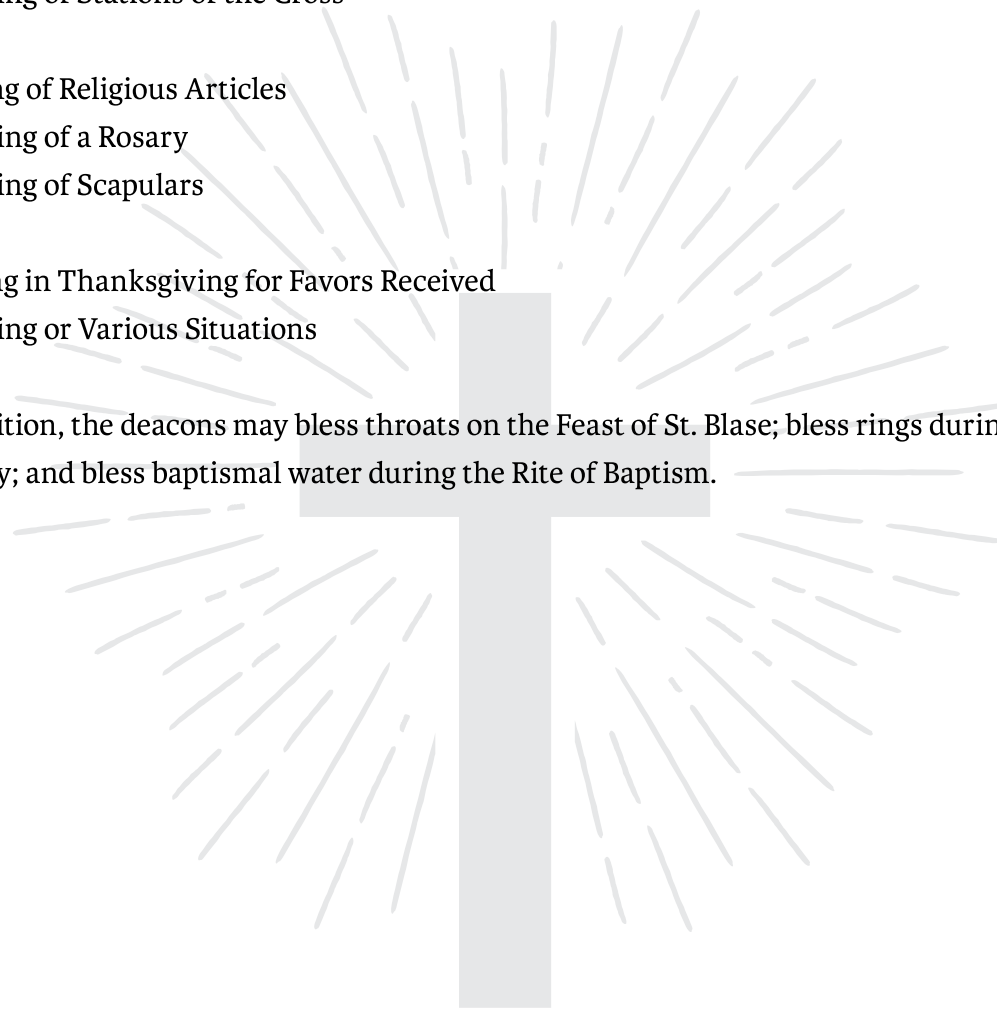 ng of Stations of the Cross
ng of Religious Articles
ing of a Rosary
ing of Scapulars
ng in Thanksgiving for Favors Received
ing or Various Situations
ition, the deacons may bless throats on the Feast of St. Blase; bless rings durin
y; and bless baptismal water during the Rite of Baptism.